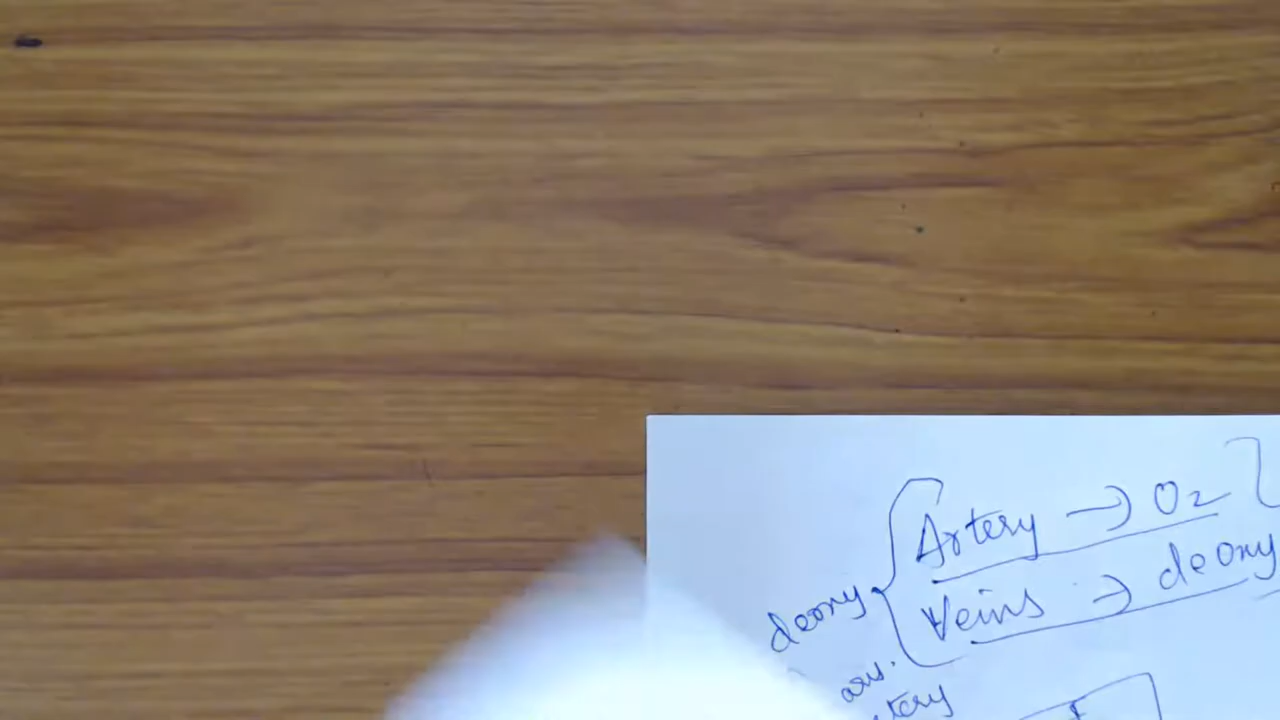 Artery → O2
Veins → deoxy
deoxy